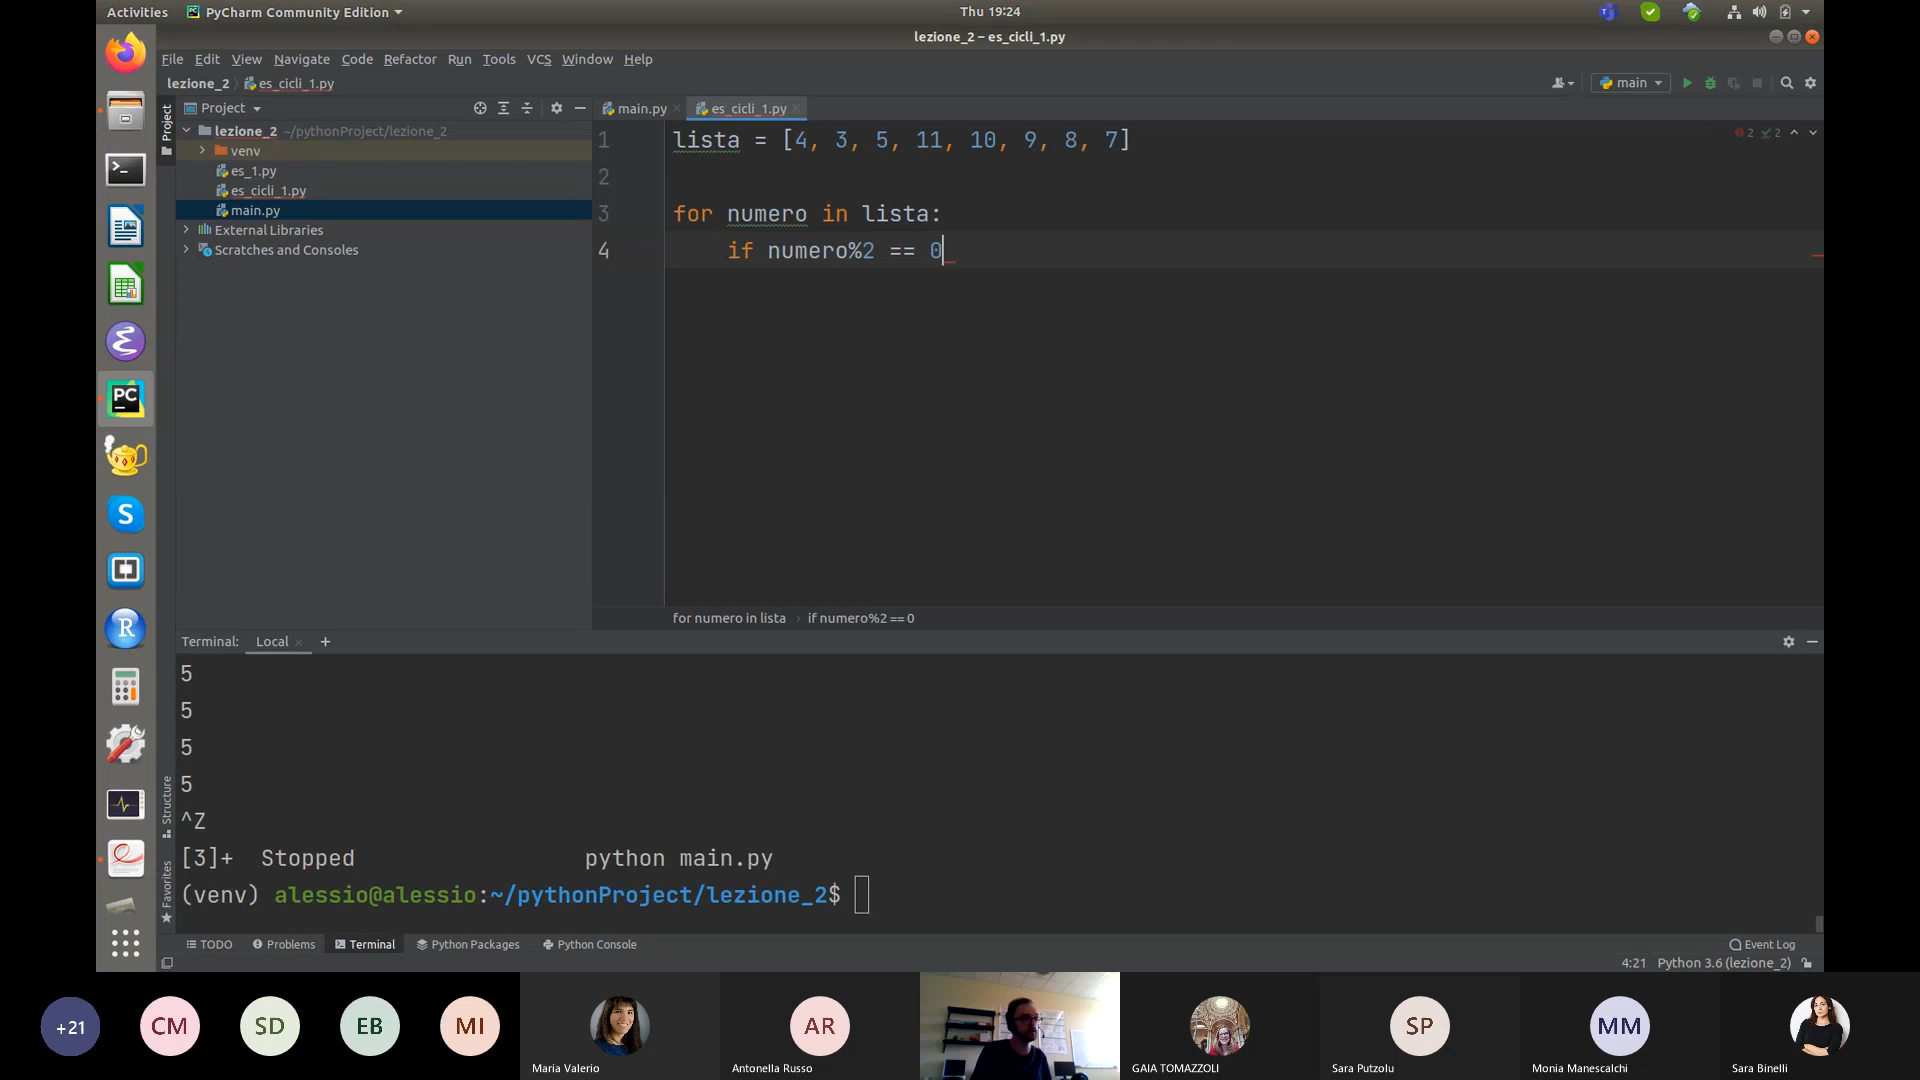 Activities PyCharm Community Edition Thu 19:24
lezione_2 – es_cicli_1.py
File Edit View Navigate Code Refactor Run Tools VCS Window Help
lezione_2 es_cicli_1.py main
Project main.py es_cicli_1.py
Project
lezione_2 ~/pythonProject/lezione_2
venv
es_1.py
es_cicli_1.py
main.py
External Libraries
Scratches and Consoles
1 lista = [4, 3, 5, 11, 10, 9, 8, 7] 2 2
2
3 for numero in lista:
4 if numero%2 == 0
for numero in lista › if numero%2 == 0
Terminal: Local +
5
5
5
5
^Z
[3]+ Stopped python main.py
(venv) alessio@alessio:~/pythonProject/lezione_2$
Structure
Favorites
TODO Problems Terminal Python Packages Python Console Event Log
4:21 Python 3.6 (lezione_2)
PC
S
R
+21 CM SD EB MI AR SP MM
Maria Valerio Antonella Russo GAIA TOMAZZOLI Sara Putzolu Monia Manescalchi Sara Binelli